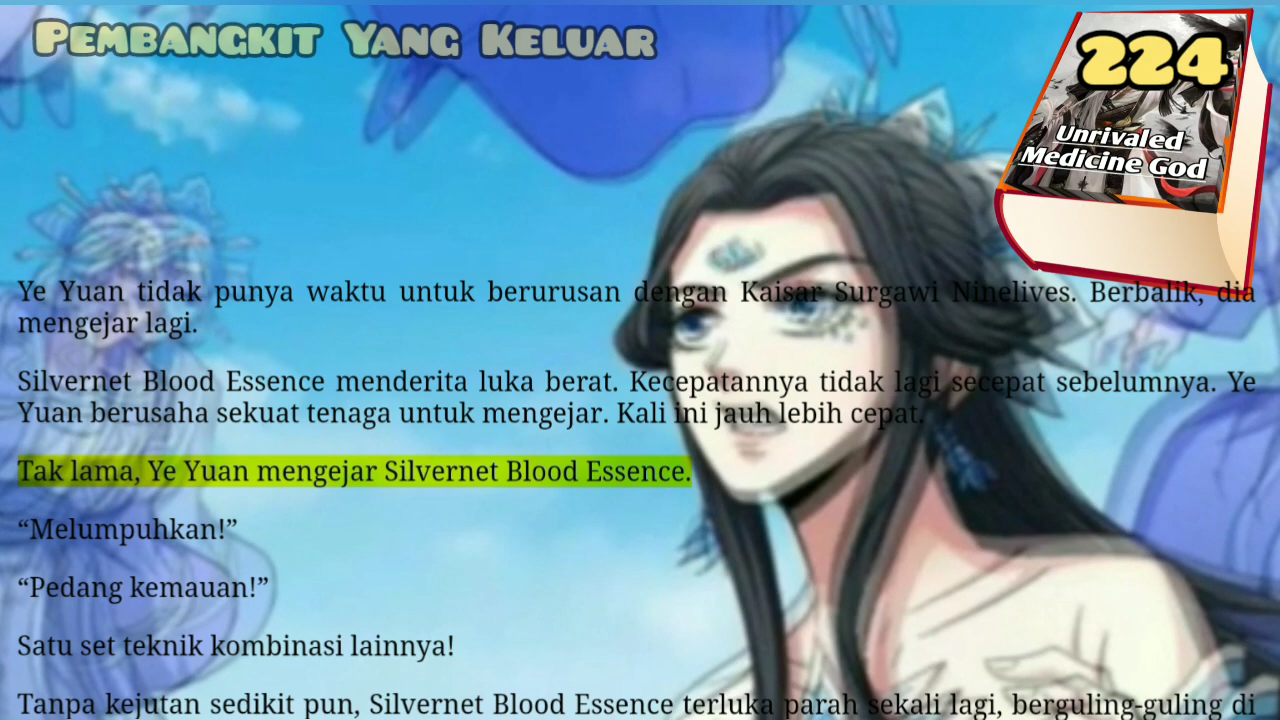 Pembangkit Yang Keluar
224
Unrivaled
Medicine God
Ye Yuan tidak punya waktu untuk berurusan dengan Kaisar Surgawi Ninelives. Berbalik, dia
mengejar lagi.
Silvernet Blood Essence menderita luka berat. Kecepatannya tidak lagi secepat sebelumnya. Ye
Yuan berusaha sekuat tenaga untuk mengejar. Kali ini jauh lebih cepat.
Tak lama, Ye Yuan mengejar Silvernet Blood Essence.
“Melumpuhkan!”
“Pedang kemauan!”
Satu set teknik kombinasi lainnya!
Tanpa kejutan sedikit pun, Silvernet Blood Essence terluka parah sekali lagi, berguling-guling di